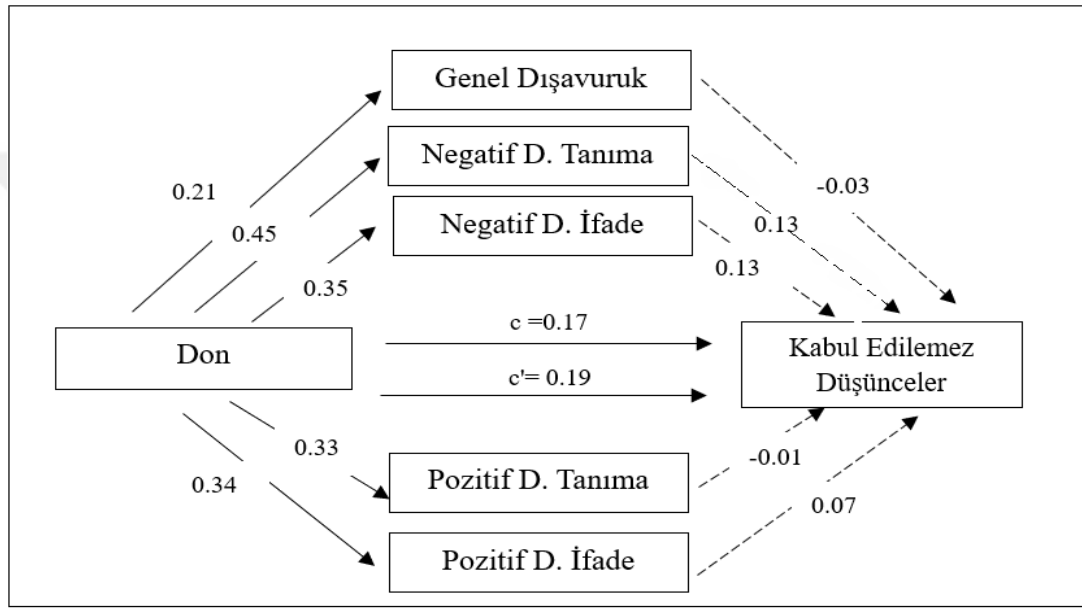 Genel Dışavuruk
Negatif D. Tanıma
0.21
-0.03
Negatif D. İfade
0.45
0.13
0.13
0.35
c =0.17
Don
Kabul Edilemez
Düşünceler
c'= 0.19
0.33
-0.01
Pozitif D. Tanıma
0.34
0.07
Pozitif D. İfade